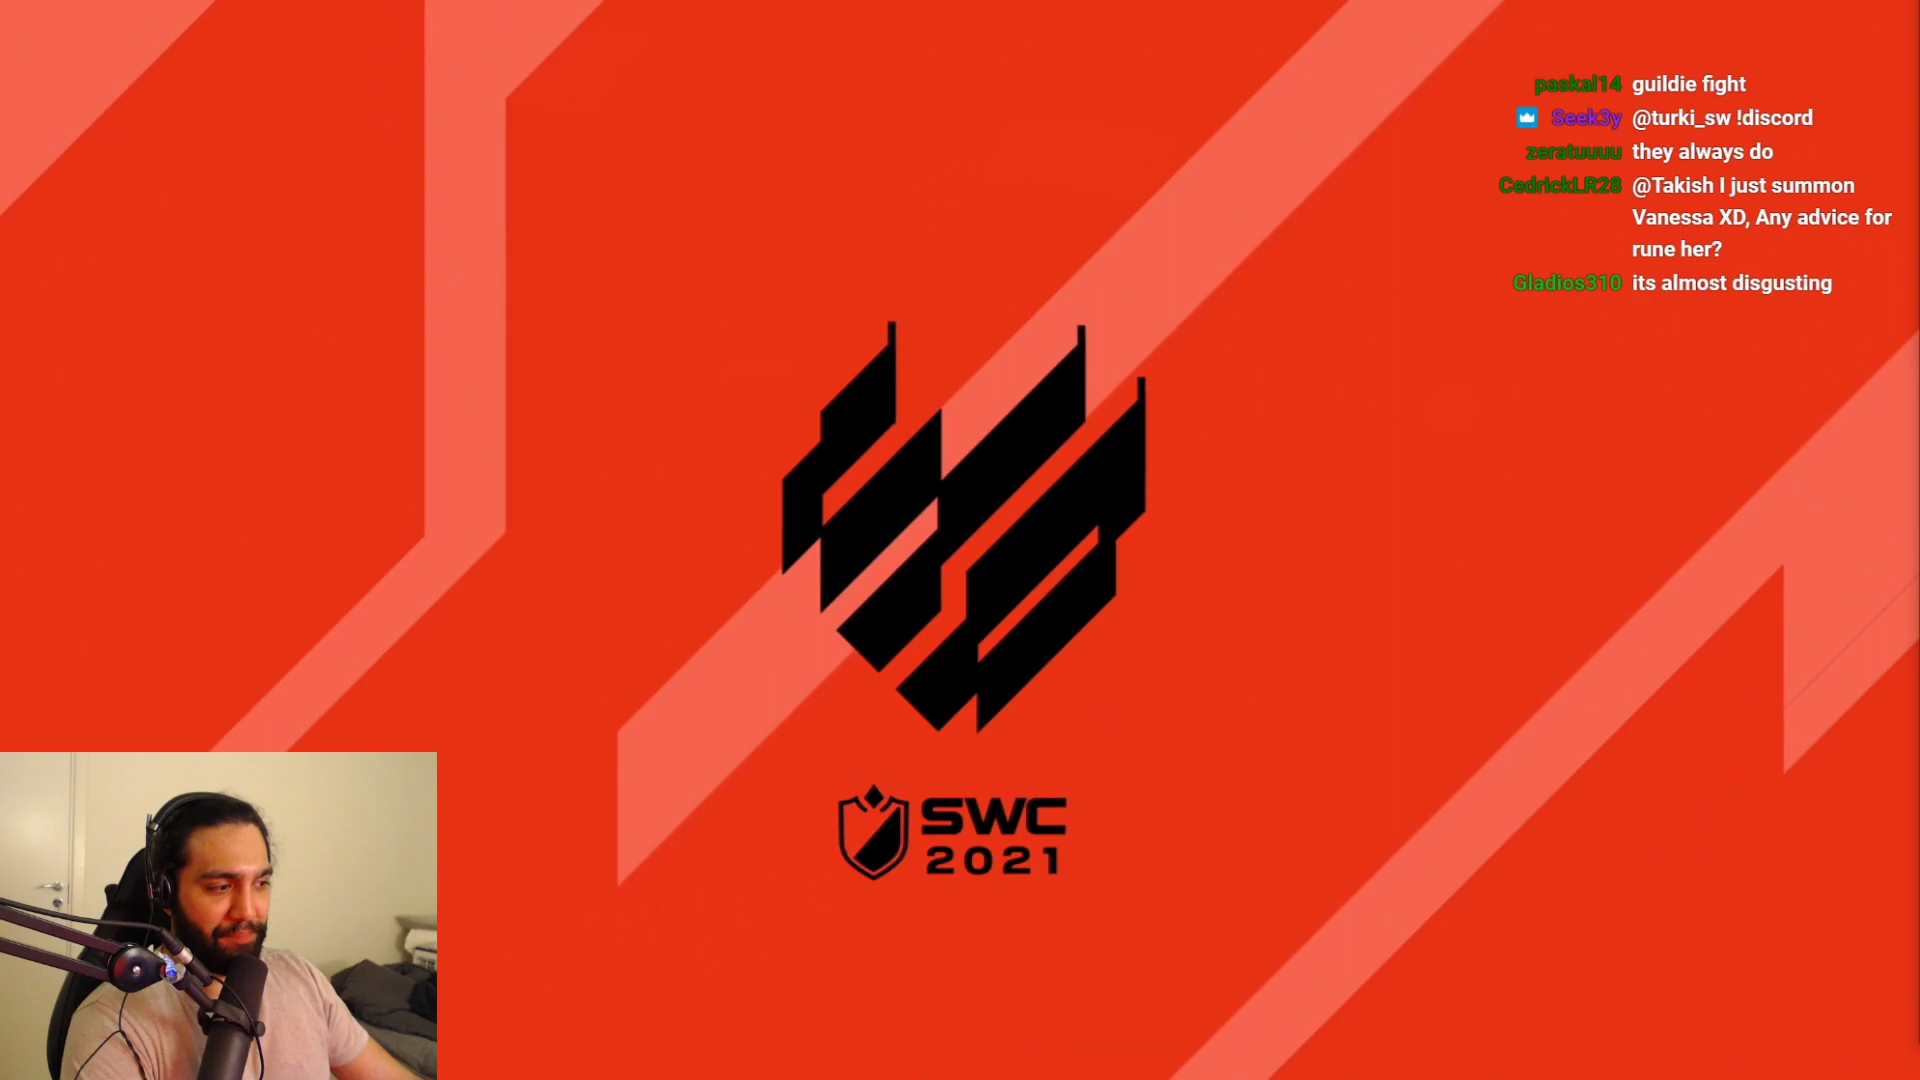 paskal14 guildie fight
Seek3y @turki_sw !discord
zeratuuuu they always do
CedrickLR28 @Takish I just summon
Vanessa XD, Any advice for
rune her?
Gladios310 its almost disgusting
SWC
2021